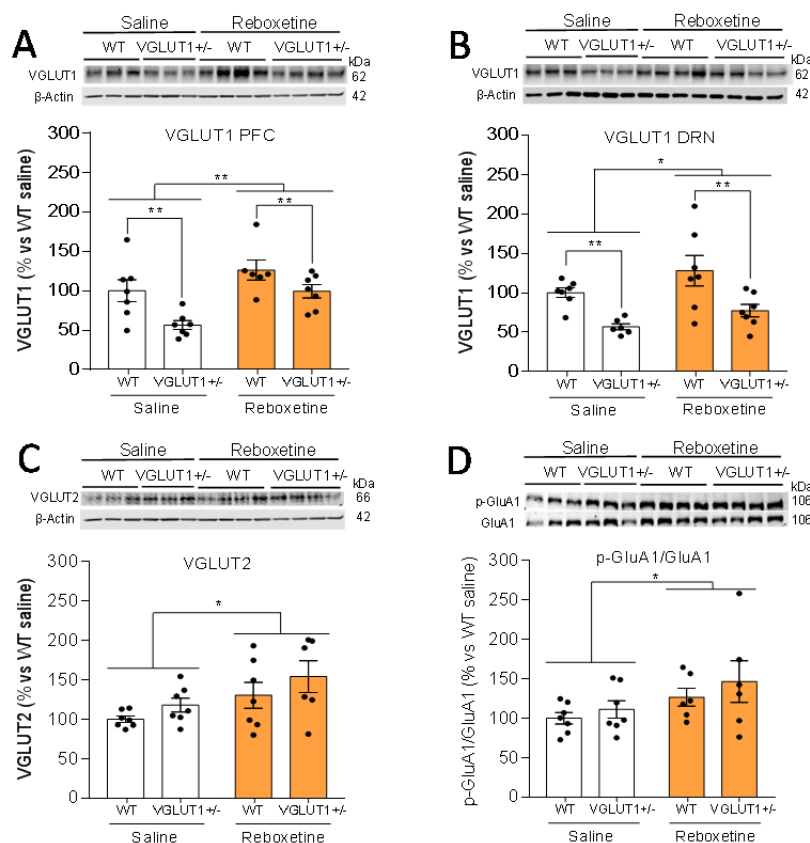 A
Saline Reboxetine
WT VGLUT1+/- WT VGLUT1+/-
kDa
VGLUT1 62
β-Actin 42
VGLUT1 PFC
VGLUT1 (% vs WT saline)
300
250
200
150
100
50
0
**
** **
WT VGLUT1+/- WT VGLUT1+/-
Saline Reboxetine
B
Saline Reboxetine
WT VGLUT1+/- WT VGLUT1+/-
kDa
VGLUT1 62
β-Actin 42
VGLUT1 DRN
VGLUT1 (% vs WT saline)
300
250
200
150
100
50
0
*
** **
WT VGLUT1+/- WT VGLUT1+/-
Saline Reboxetine
C
Saline Reboxetine
WT VGLUT1+/- WT VGLUT1+/-
kDa
VGLUT2 66
β-Actin 42
VGLUT2
VGLUT2 (% vs WT saline)
300
250
200
150
100
50
0
*
WT VGLUT1+/- WT VGLUT1+/-
Saline Reboxetine
D
Saline Reboxetine
WT VGLUT1+/- WT VGLUT1+/-
kDa
p-GluA1 106
GluA1 106
p-GluA1/GluA1
p-GluA1/GluA1 (% vs WT saline)
300
250
200
150
100
50
0
*
WT VGLUT1+/- WT VGLUT1+/-
Saline Reboxetine